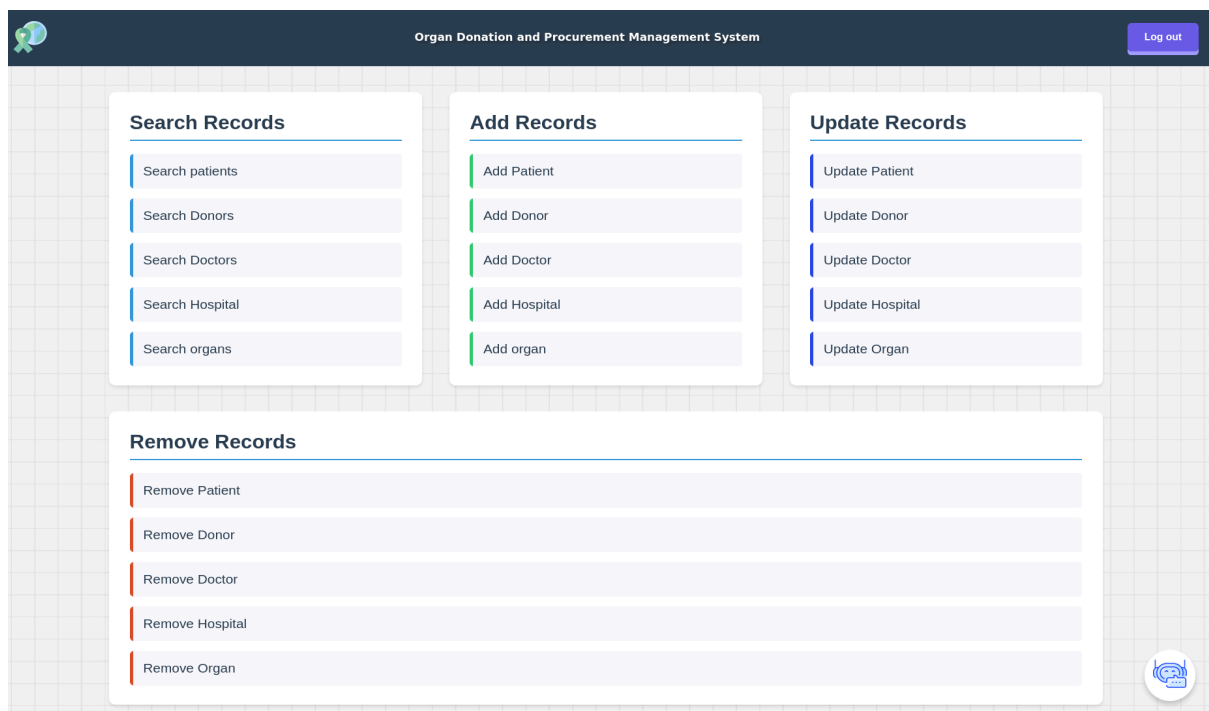 Organ Donation and Procurement Management System
Log out
Search Records
Search patients
Search Donors
Search Doctors
Search Hospital
Search organs
Add Records
Add Patient
Add Donor
Add Doctor
Add Hospital
Add organ
Update Records
Update Patient
Update Donor
Update Doctor
Update Hospital
Update Organ
Remove Records
Remove Patient
Remove Donor
Remove Doctor
Remove Hospital
Remove Organ